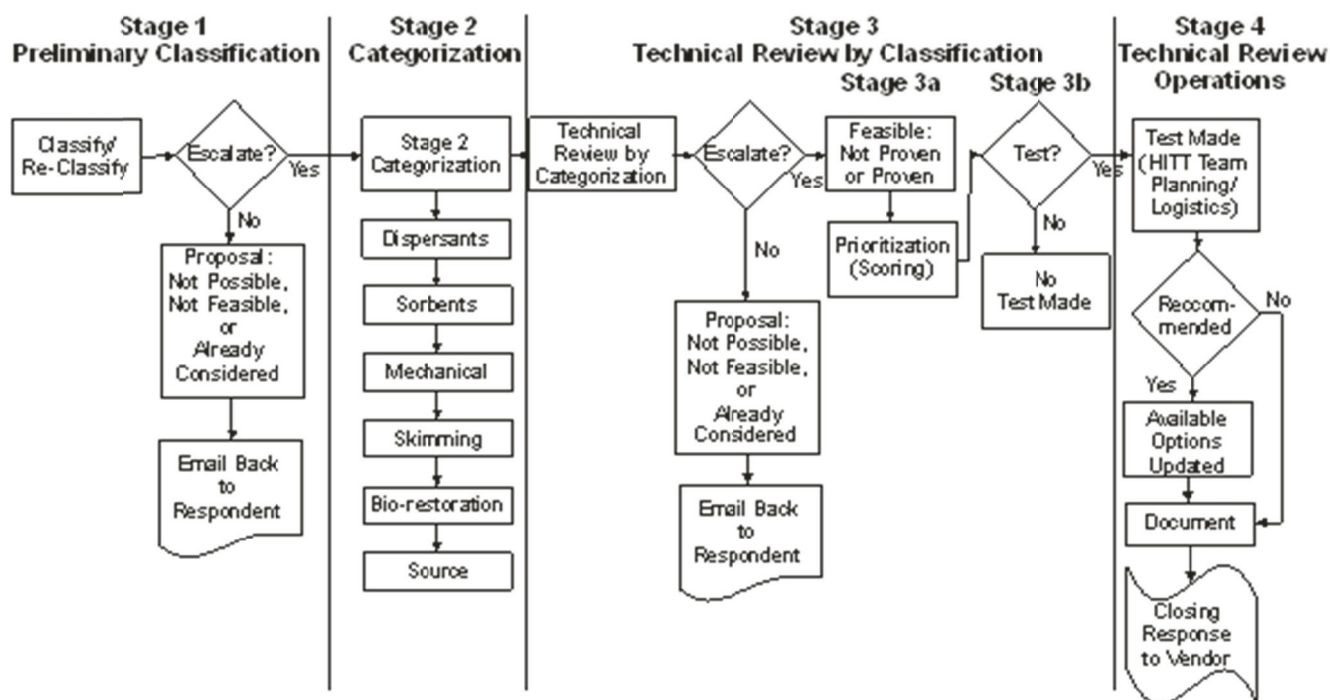 Stage 1
Preliminary Classification
Stage 2
Categorization
Stage 3
Technical Review by Classification
Stage 3a
Stage 3b
Stage 4
Technical Review
Operations
Classify/
Re-Classify
Escalate?
Yes
No
Proposal:
Not Possible,
Not Feasible,
or
Already
Considered
Email Back
to
Respondent
Stage 2
Categorization
Dispersants
Sorbents
Mechanical
Skimming
Bio-restoration
Source
Technical
Review by
Categorization
Escalate?
Yes
No
Proposal:
Not Possible,
Not Feasible,
or
Already
Considered
Email Back
to
Respondent
Feasible:
Not Proven
or Proven
Prioritization
(Scoring)
Test?
Yes
No
No
Test Made
Test Made
(HITT Team
Planning/
Logistics)
Reccom-
mended
No
Yes
Available
Options
Updated
Document
Closing
Response
to Vendor